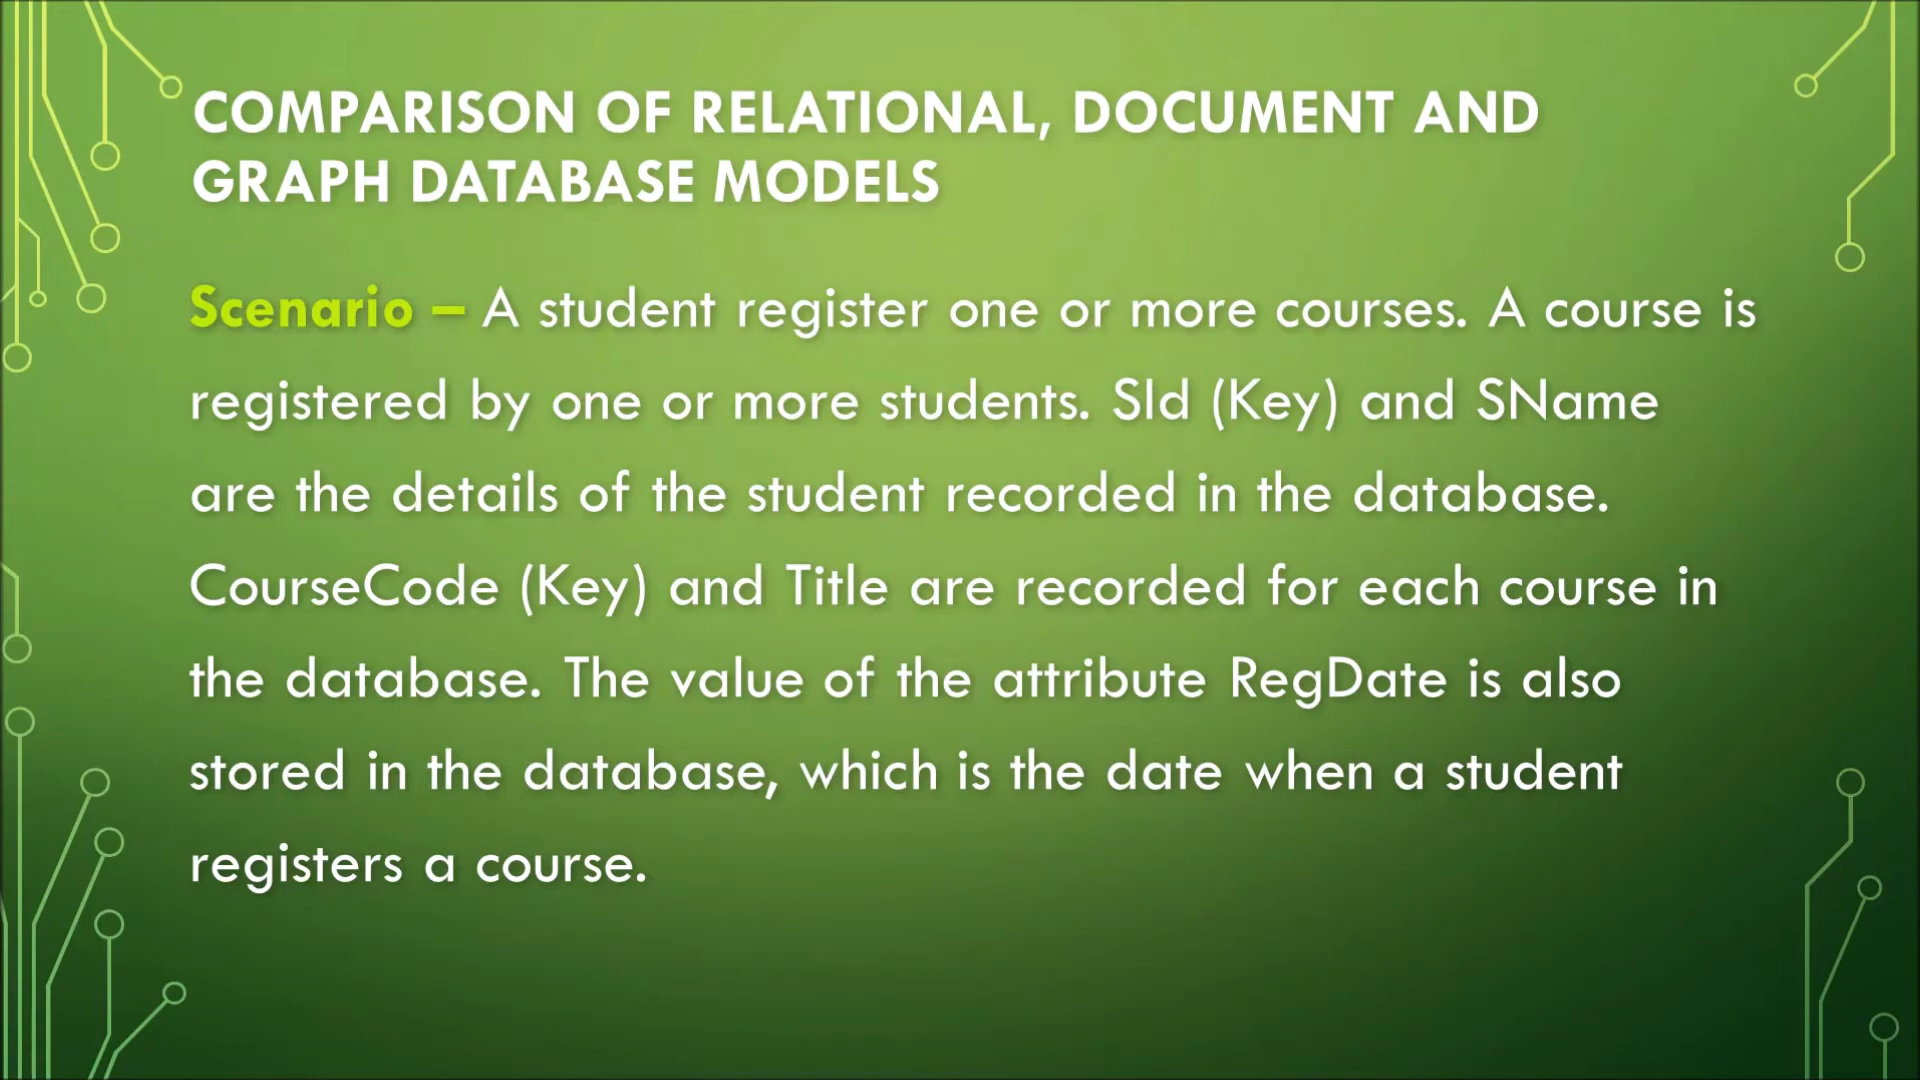 COMPARISON OF RELATIONAL, DOCUMENT AND
GRAPH DATABASE MODELS
Scenario – A student register one or more courses. A course is
registered by one or more students. SId (Key) and SName
are the details of the student recorded in the database.
CourseCode (Key) and Title are recorded for each course in
the database. The value of the attribute RegDate is also
stored in the database, which is the date when a student
registers a course.